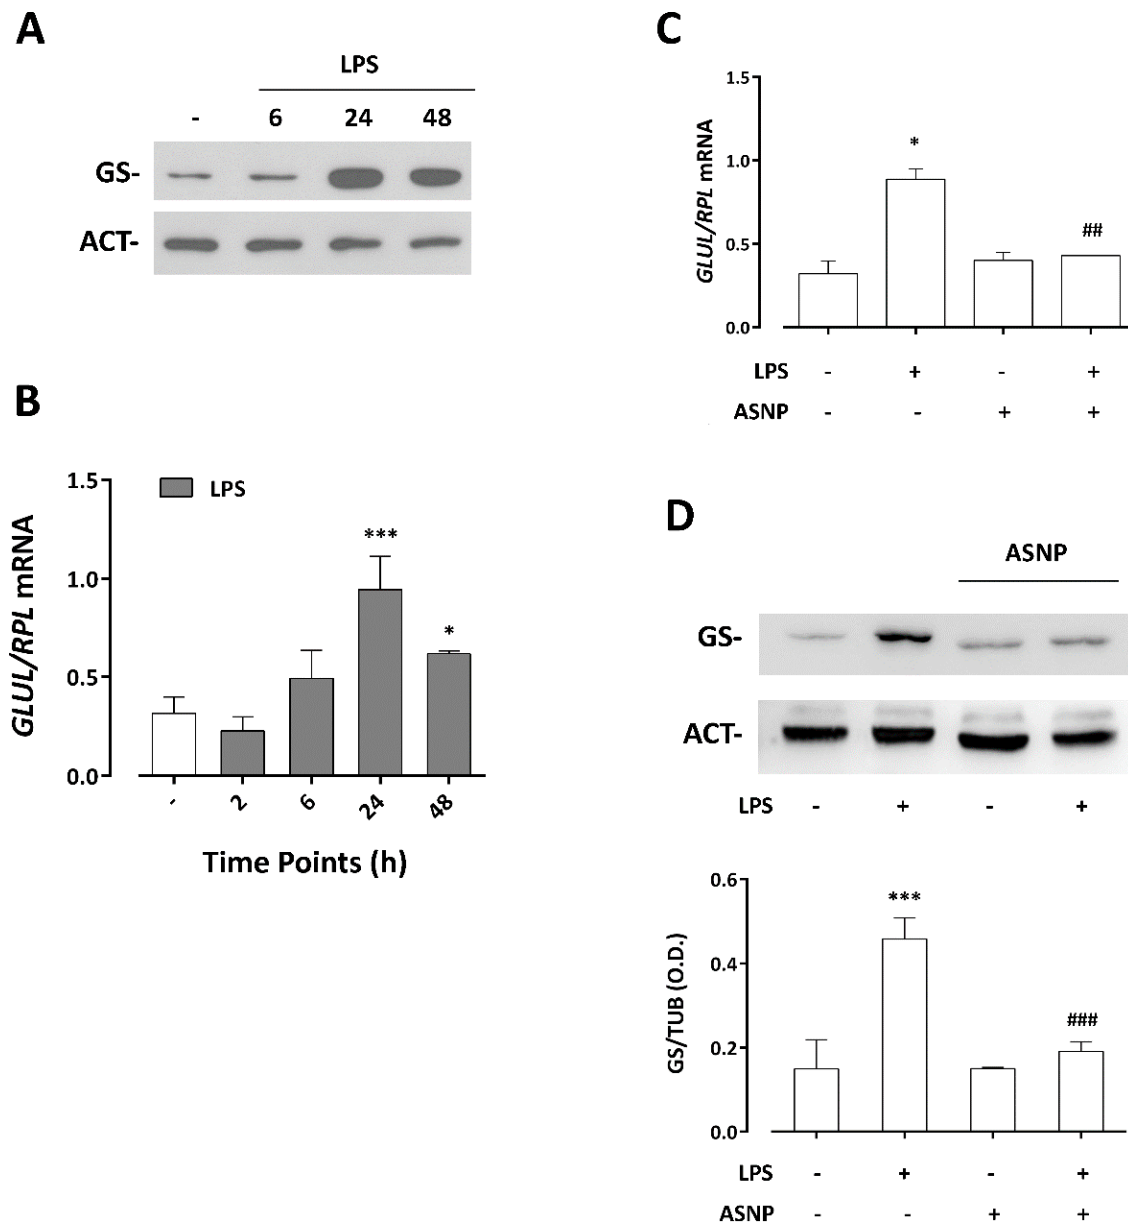 A
LPS
- 6 24 48
GS-
ACT-
B
1.5
1.0
0.5
0.0
GLUL/RPL mRNA
LPS
***
*
- 2 6 24 48
Time Points (h)
C
1.5
1.0
0.5
0.0
GLUL/RPL mRNA
*
##
LPS - + - +
ASNP - - + +
D
ASNP
GS-
ACT-
LPS - + - +
0.6
0.4
0.2
0.0
GS/TUB (O.D.)
***
###
LPS - + - +
ASNP - - + +